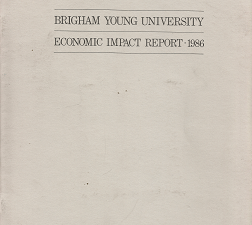 BRIGHAM YOUNG UNIVERSITY
ECONOMIC IMPACT REPORT·1986